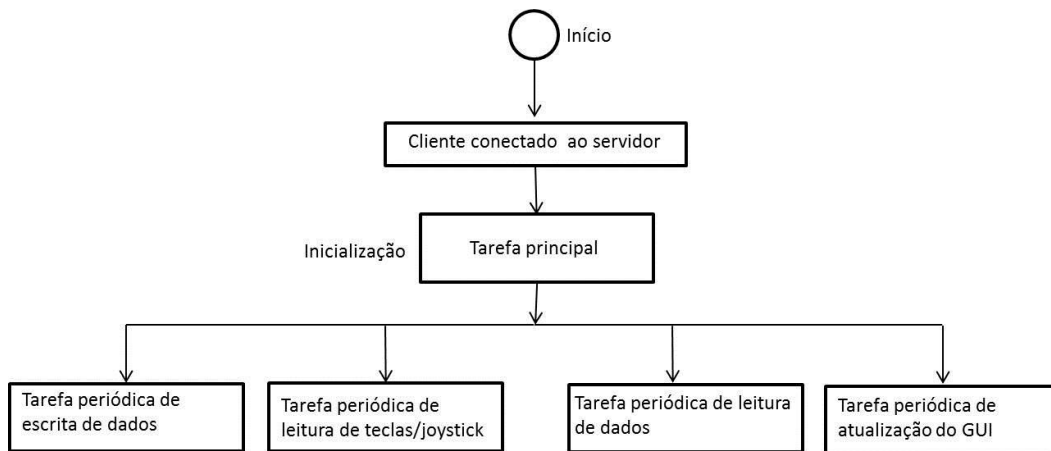 Início
Cliente conectado ao servidor
Inicialização
Tarefa principal
Tarefa periódica de
escrita de dados
Tarefa periódica de
leitura de teclas/joystick
Tarefa periódica de leitura
de dados
Tarefa periódica de
atualização do GUI